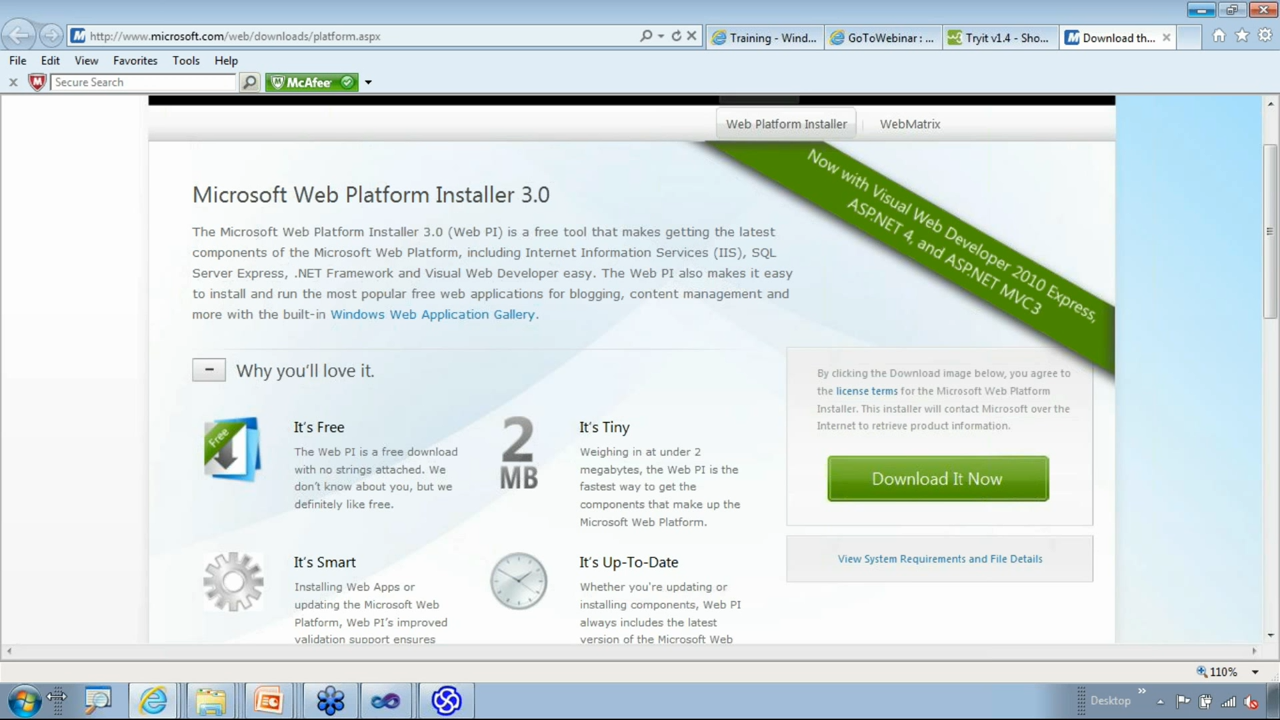 http://www.microsoft.com/web/downloads/platform.aspx
Training - Wind...
GoToWebinar : ...
Tryit v1.4 - Sho...
Download th...
File Edit View Favorites Tools Help
Secure Search
McAfee
Web Platform Installer
WebMatrix
Now with Visual Web Developer 2010 Express,
ASP.NET 4, and ASP.NET MVC3
Microsoft Web Platform Installer 3.0
The Microsoft Web Platform Installer 3.0 (Web PI) is a free tool that makes getting the latest
components of the Microsoft Web Platform, including Internet Information Services (IIS), SQL
Server Express, .NET Framework and Visual Web Developer easy. The Web PI also makes it easy
to install and run the most popular free web applications for blogging, content management and
more with the built-in Windows Web Application Gallery.
Why you'll love it.
Free
It's Free
The Web PI is a free download
with no strings attached. We
don't know about you, but we
definitely like free.
2
MB
It's Tiny
Weighing in at under 2
megabytes, the Web PI is the
fastest way to get the
components that make up the
Microsoft Web Platform.
It's Smart
Installing Web Apps or
updating the Microsoft Web
Platform, Web PI's improved
validation support ensures
It's Up-To-Date
Whether you're updating or
installing components, Web PI
always includes the latest
version of the Microsoft Web
By clicking the Download image below, you agree to
the license terms for the Microsoft Web Platform
Installer. This installer will contact Microsoft over the
Internet to retrieve product information.
Download It Now
View System Requirements and File Details
110%
Desktop